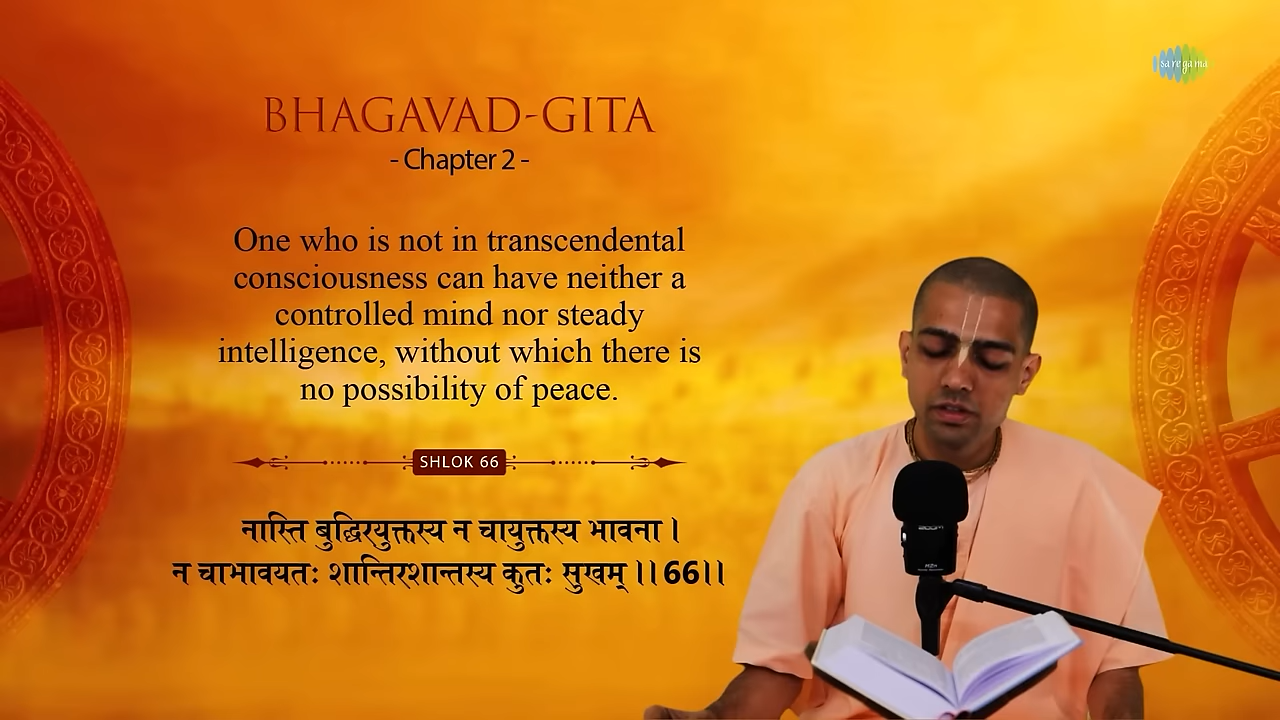 saregama
BHAGAVAD-GITA
- Chapter 2 -
One who is not in transcendental
consciousness can have neither a
controlled mind nor steady
intelligence, without which there is
no possibility of peace.
SHLOK 66
नास्ति बुद्धिरयुक्तस्य न चायुक्तस्य भावना ।
न चाभावयतः शान्तिरशान्तस्य कुतः सुखम् ।। 66।।
zoom